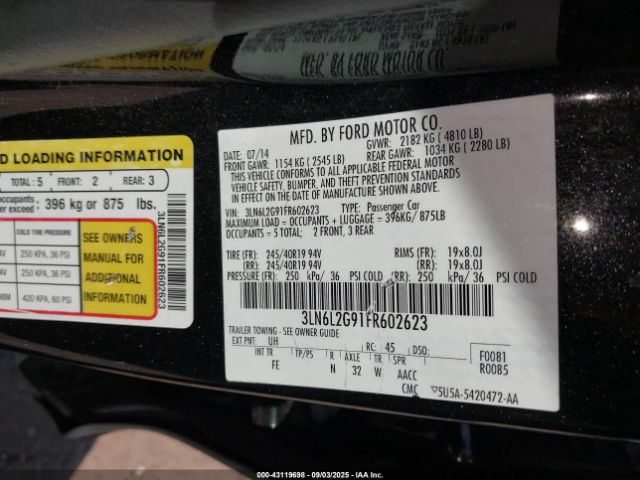 D LOADING INFORMATION
TOTAL: 5 FRONT: 2 REAR: 3
occupants
exceed: 396 kg or 875 lbs.
COLD TIRE PRESSURE
250 KPA, 36 PSI
250 KPA, 36 PSI
420 KPA, 60 PSI
SEE OWNERS
MANUAL FOR
ADDITIONAL
INFORMATION
3LN6L2G91FR602623
MFD. BY FORD MOTOR CO.
DATE: 07/14 GVWR: 2182 KG ( 4810 LB)
FRONT GAWR: 1154 KG ( 2545 LB) REAR GAWR: 1034 KG ( 2280 LB)
THIS VEHICLE CONFORMS TO ALL APPLICABLE FEDERAL MOTOR
VEHICLE SAFETY, BUMPER, AND THEFT PREVENTION STANDARDS
IN EFFECT ON THE DATE OF MANUFACTURE SHOWN ABOVE.
VIN: 3LN6L2G91FR602623 TYPE: Passenger Car
MAXIMUM LOAD = OCCUPANTS + LUGGAGE = 396KG/ 875LB
OCCUPANTS = 5 TOTAL: 2 FRONT, 3 REAR
TIRE (FR): 245/40R19 94V RIMS (FR): 19x8.0J
(RR): 245/40R19 94V (RR): 19x8.0J
PRESSURE (FR): 250 kPa/ 36 PSI COLD (RR): 250 kPa/ 36 PSI COLD
3LN6L2G91FR602623
TRAILER TOWING - SEE OWNER GUIDE
EXT PNT: UH RC: 45 DSO: F0081
INT TR TP/PS R AXLE TR SPR R0085
FE N 32 W AACC
CMC 5U5A-5420472-AA
000-43119698 - 09/03/2025 - IAAI.com